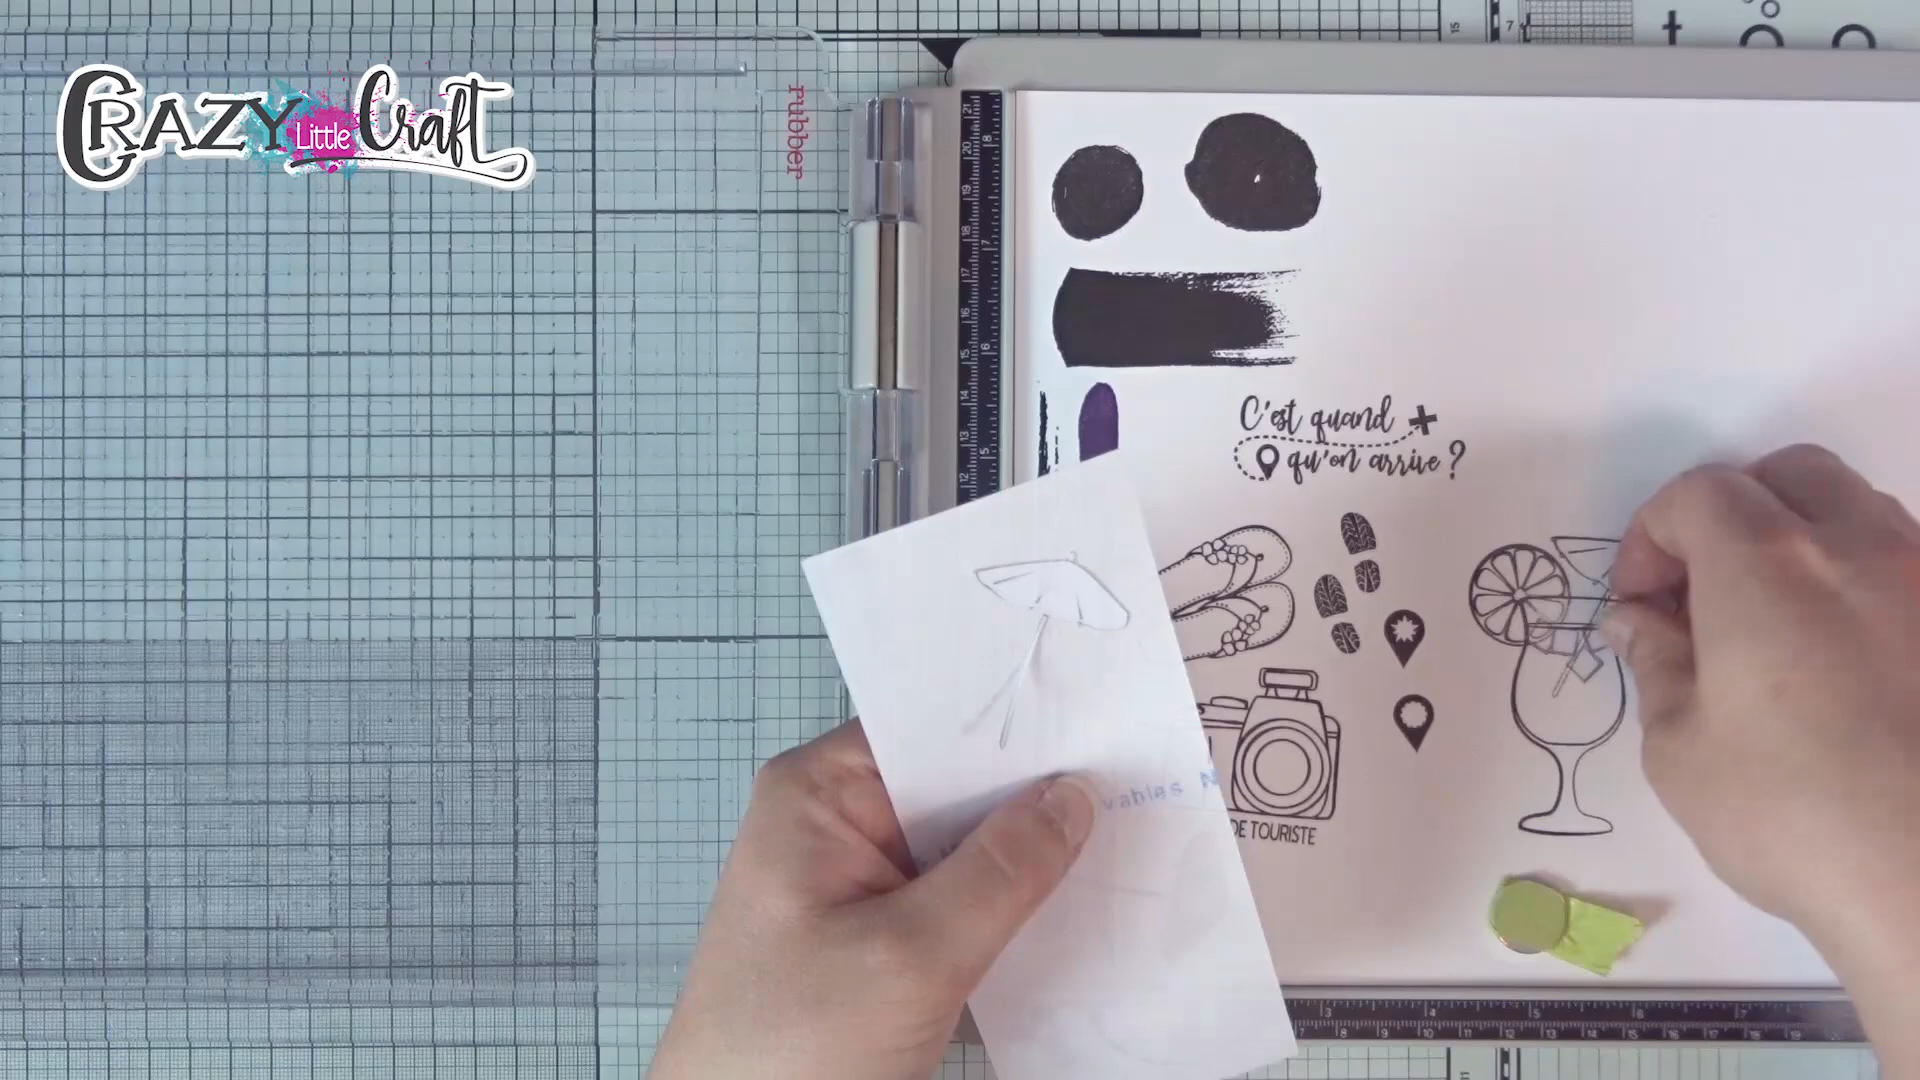 CRAZY Little Craft
rubber
C'est quand +
qu'on arrive ?
DE TOURISTE
vables N